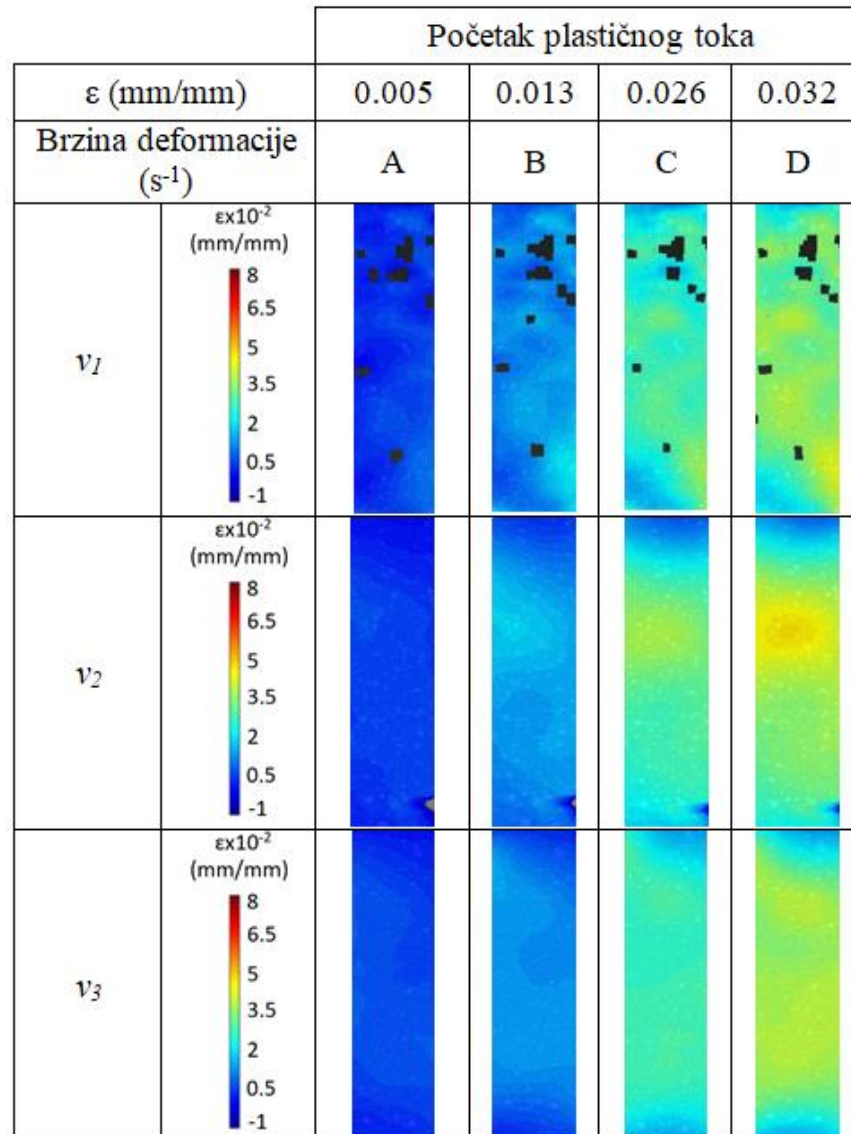 Početak plastičnog toka
ε (mm/mm) 0.005 0.013 0.026 0.032
Brzina deformacije
(s-1) A B C D
εx10-2
(mm/mm)
8
6.5
5
3.5
2
0.5
-1
v1
εx10-2
(mm/mm)
8
6.5
5
3.5
2
0.5
-1
v2
εx10-2
(mm/mm)
8
6.5
5
3.5
2
0.5
-1
v3